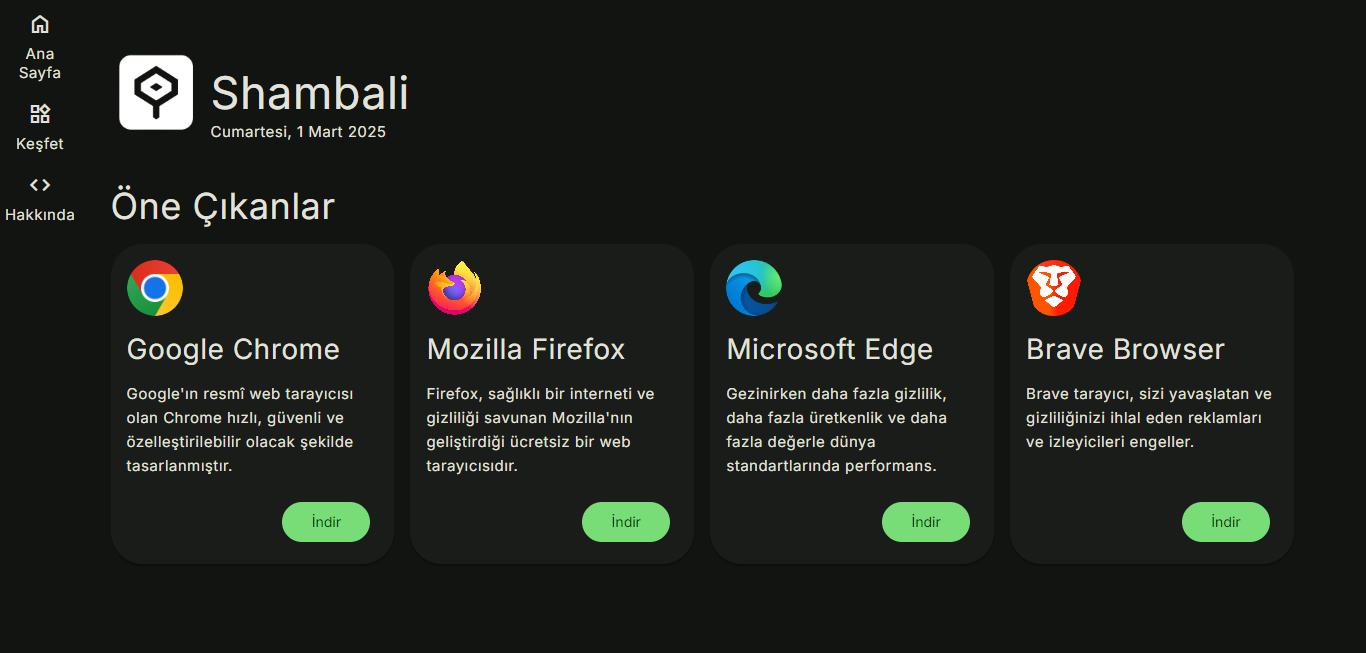 Ana
Sayfa
Keşfet
Hakkında
Shambali
Cumartesi, 1 Mart 2025
Öne Çıkanlar
Google Chrome
Google'ın resmî web tarayıcısı
olan Chrome hızlı, güvenli ve
özelleştirilebilir olacak şekilde
tasarlanmıştır.
İndir
Mozilla Firefox
Firefox, sağlıklı bir interneti ve
gizliliği savunan Mozilla'nın
geliştirdiği ücretsiz bir web
tarayıcısıdır.
İndir
Microsoft Edge
Gezinirken daha fazla gizlilik,
daha fazla üretkenlik ve daha
fazla değerle dünya
standartlarında performans.
İndir
Brave Browser
Brave tarayıcı, sizi yavaşlatan ve
gizliliğinizi ihlal eden reklamları
ve izleyicileri engeller.
İndir